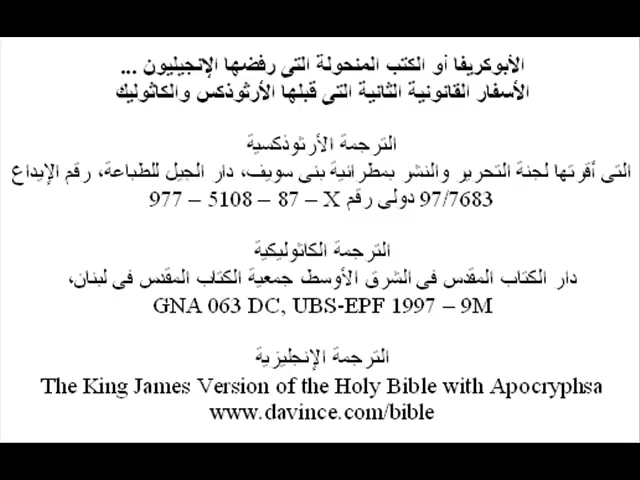 الأبوكريفا أو الكتب المنحولة التى رفضها الإنجيليون ...
الأسفار القانونية الثانية التى قبلها الأرثوذكس والكاثوليك
الترجمة الأرثوذكسية
التى أقرتها لجنة التحرير والنشر بمطرانية بنى سويف، دار الجيل للطباعة، رقم الإيداع
97/7683 دولى رقم 977 – 5108 – 87 – X
الترجمة الكاثوليكية
دار الكتاب المقدس فى الشرق الأوسط جمعية الكتاب المقدس فى لبنان،
GNA 063 DC, UBS-EPF 1997 – 9M
الترجمة الإنجليزية
The King James Version of the Holy Bible with Apocryphsa
www.davince.com/bible